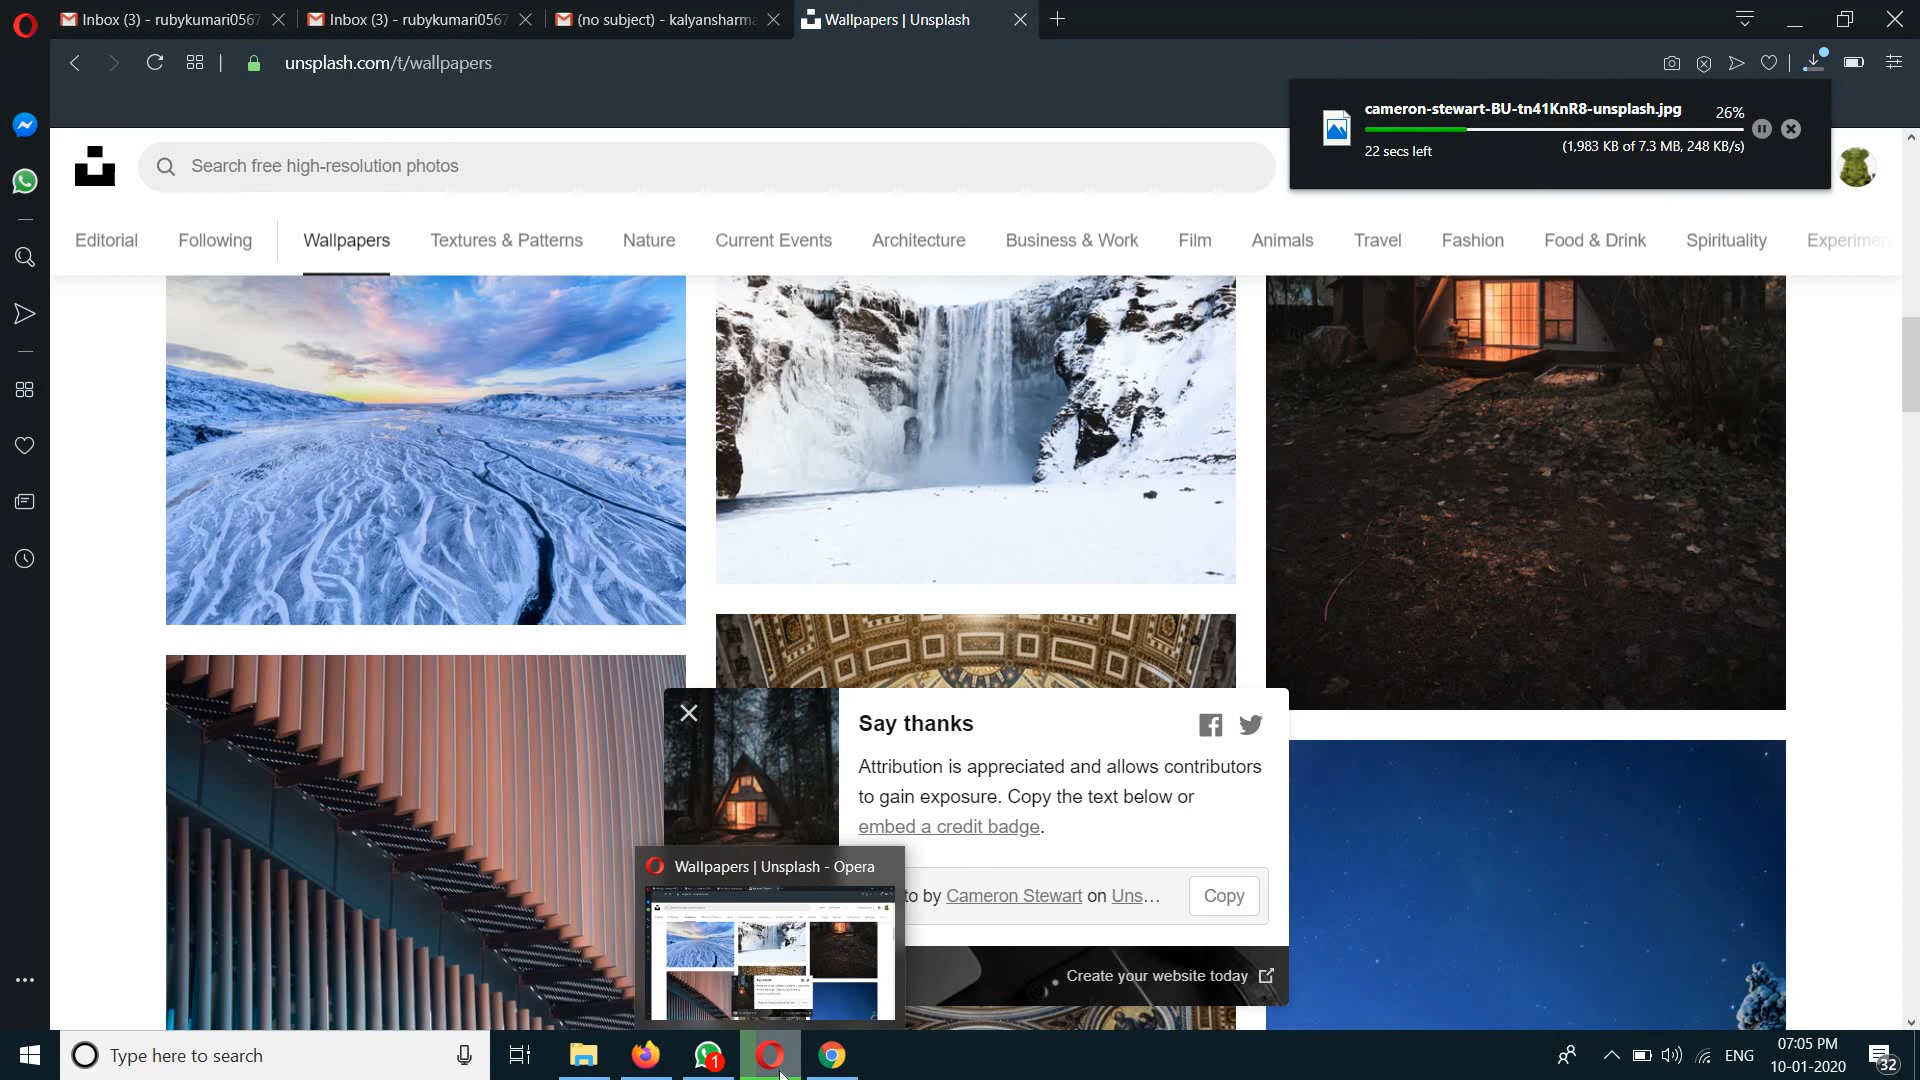 Inbox (3) - rubykumari0567
Inbox (3) - rubykumari0567
(no subject) - kalyansharma
Wallpapers | Unsplash
unsplash.com/t/wallpapers
cameron-stewart-BU-tn41KnR8-unsplash.jpg
26%
22 secs left
(1,983 KB of 7.3 MB, 248 KB/s)
Search free high-resolution photos
Editorial
Following
Wallpapers
Textures & Patterns
Nature
Current Events
Architecture
Business & Work
Film
Animals
Travel
Fashion
Food & Drink
Spirituality
Experimen
Say thanks
Attribution is appreciated and allows contributors
to gain exposure. Copy the text below or
embed a credit badge.
Wallpapers | Unsplash - Opera
to by Cameron Stewart on Uns...
Copy
Create your website today
Type here to search
1
ENG
07:05 PM
10-01-2020
32